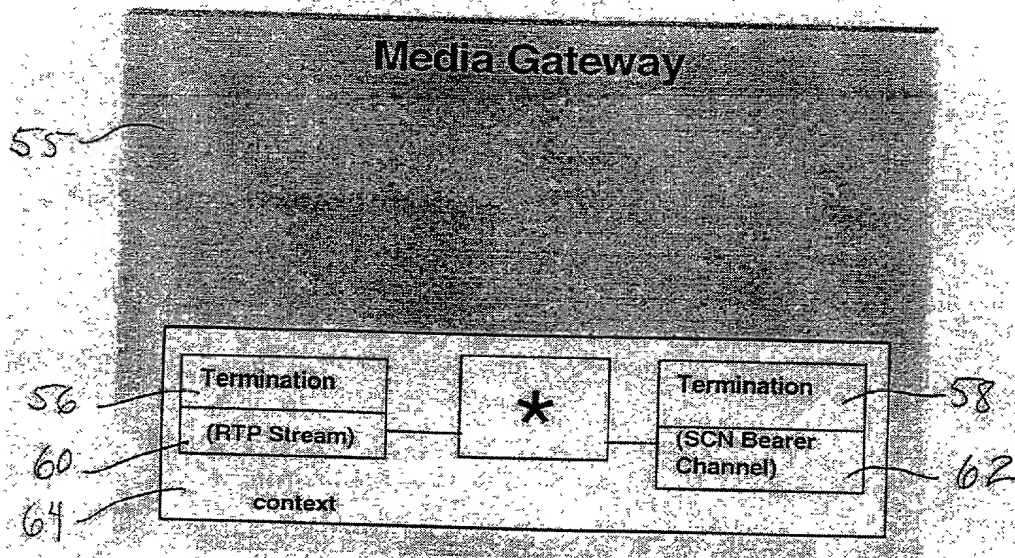 Media Gateway
55
56
Termination
(RTP Stream)
60
64
context
*
Termination
58
(SCN Bearer
Channel)
62